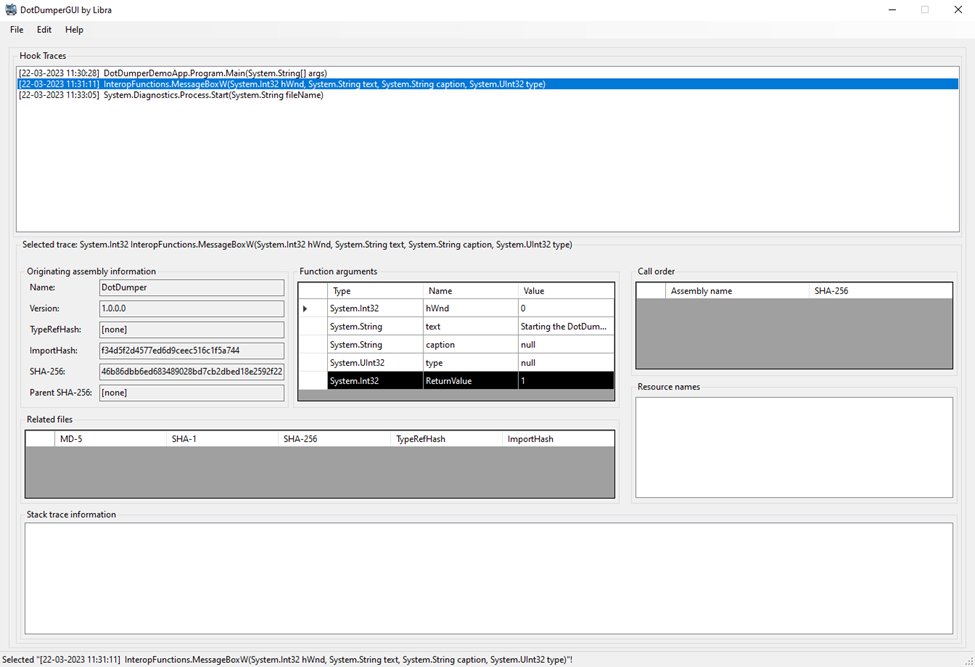 DotDumperGUI by Libra
File Edit Help
Hook Traces
[22-03-2023 11:30:28] DotDumperDemoApp.Program.Main(System.String[] args)
[22-03-2023 11:31:11] InteropFunctions.MessageBoxW(System.Int32 hWnd, System.String text, System.String caption, System.UInt32 type)
[22-03-2023 11:33:05] System.Diagnostics.Process.Start(System.String fileName)
Selected trace: System.Int32 InteropFunctions.MessageBoxW(System.Int32 hWnd, System.String text, System.String caption, System.UInt32 type)
Originating assembly information
Name: DotDumper
Version: 1.0.0.0
TypeRefHash: [none]
ImportHash: f34d5f2d4577ed6d9ceec516c1f5a744
SHA-256: 46b86dbb6ed683489028bd7cb2dbed18e2592f22
Parent SHA-256: [none]
Function arguments
Type Name Value
System.Int32 hWnd 0
System.String text Starting the DotDum...
System.String caption null
System.UInt32 type null
System.Int32 ReturnValue 1
Call order
Assembly name SHA-256
Resource names
Related files
MD-5 SHA-1 SHA-256 TypeRefHash ImportHash
Stack trace information
Selected "[22-03-2023 11:31:11] InteropFunctions.MessageBoxW(System.Int32 hWnd, System.String text, System.String caption, System.UInt32 type)"!